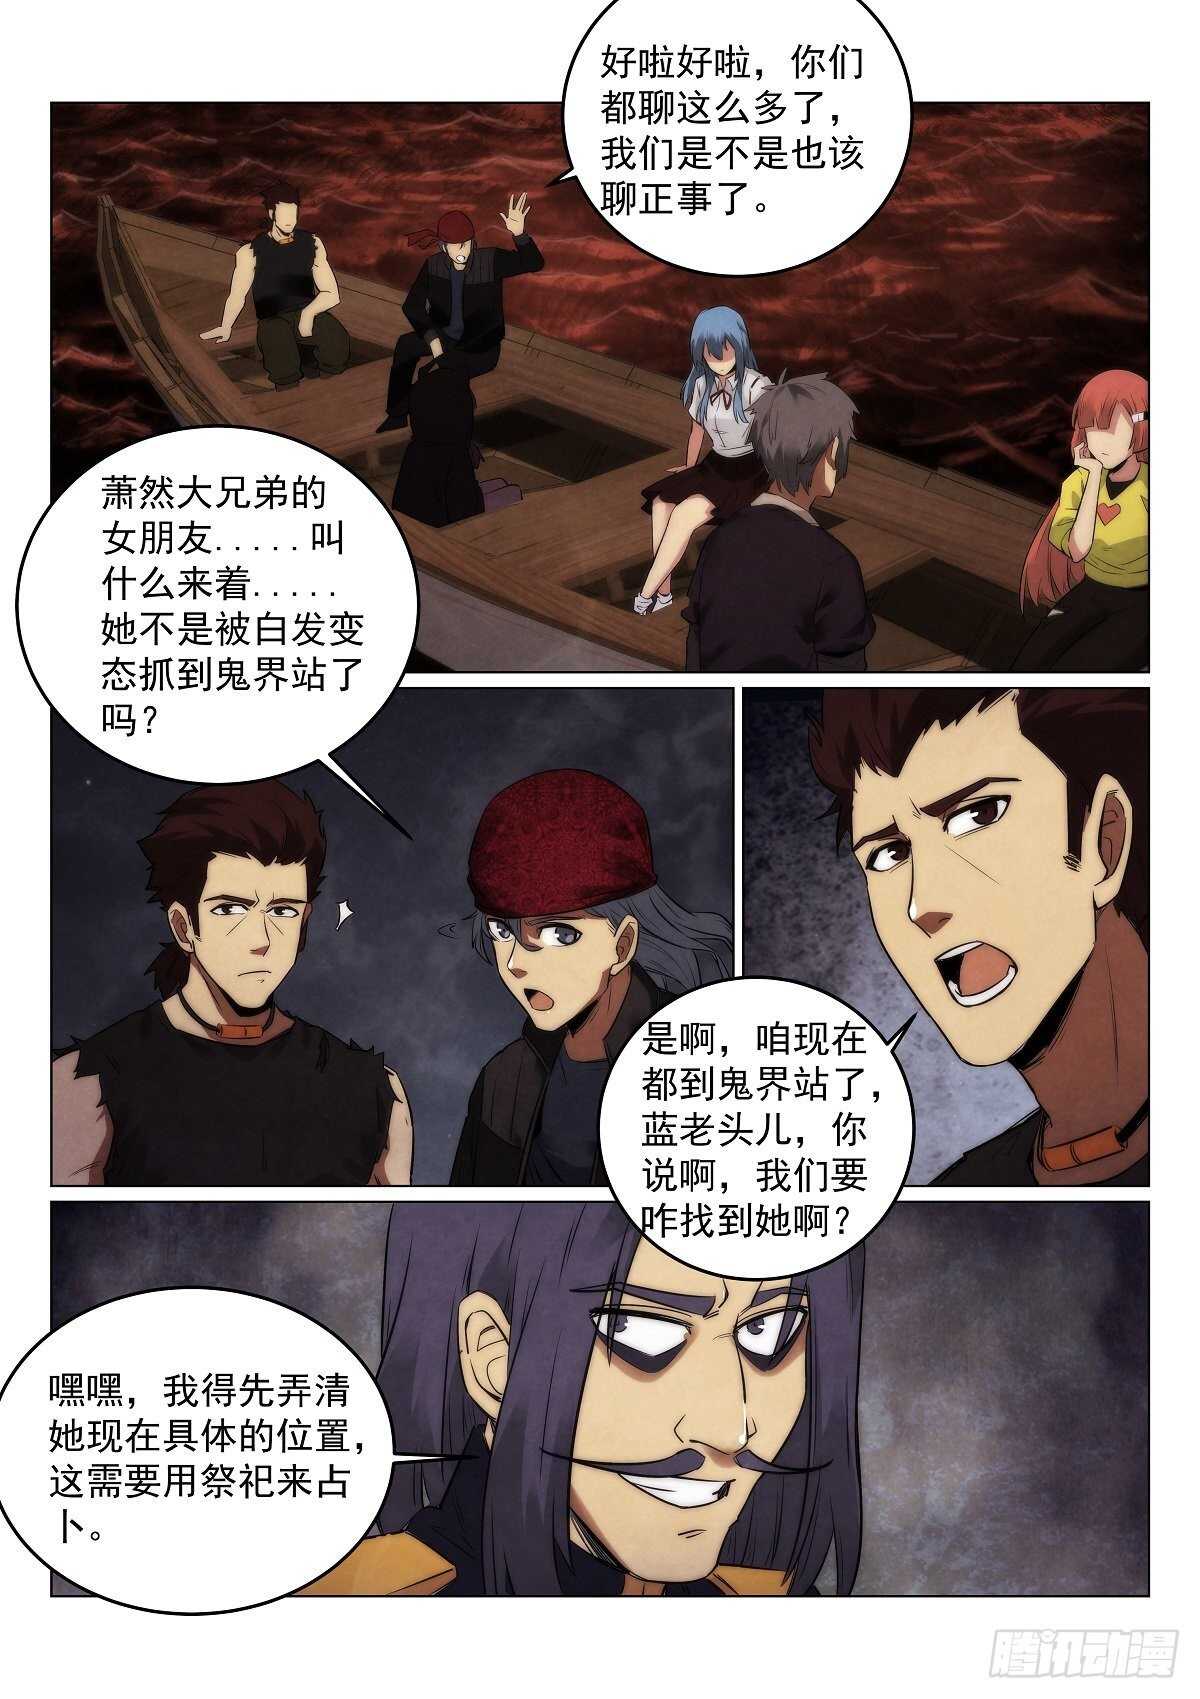 好啦好啦，你们
都聊这么多了，
我们是不是也该
聊正事了。
萧然大兄弟的
女朋友.....叫
什么来着.....
她不是被白发变
态抓到鬼界站了
吗？
是啊，咱现在
都到鬼界站了，
蓝老头儿，你
说啊，我们要
咋找到她啊？
嘿嘿，我得先弄清
她现在具体的位置，
这需要用祭祀来占
卜。
腾讯动漫